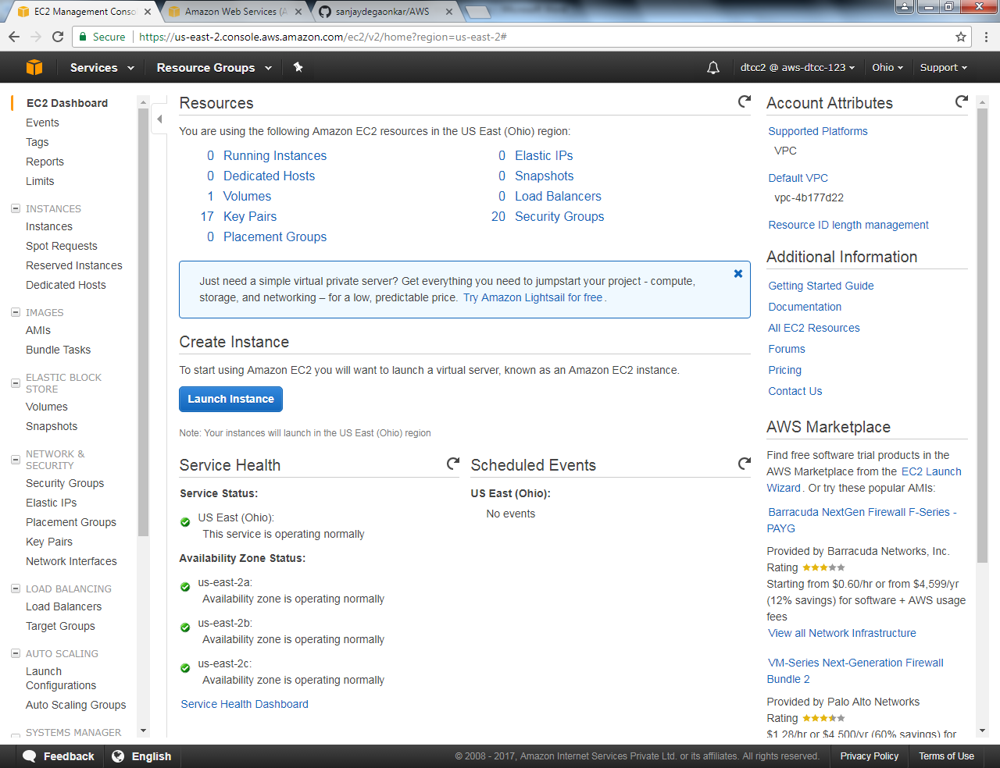 EC2 Management Conso
Amazon Web Services (A
sanjaydegaonkar/AWS
Secure
https://us-east-2.console.aws.amazon.com/ec2/v2/home?region=us-east-2#
Services
Resource Groups
dtcc2 @ aws-dtcc-123
Ohio
Support
EC2 Dashboard
Events
Tags
Reports
Limits
INSTANCES
Instances
Spot Requests
Reserved Instances
Dedicated Hosts
IMAGES
AMIs
Bundle Tasks
ELASTIC BLOCK
STORE
Volumes
Snapshots
NETWORK &
SECURITY
Security Groups
Elastic IPs
Placement Groups
Key Pairs
Network Interfaces
LOAD BALANCING
Load Balancers
Target Groups
AUTO SCALING
Launch
Configurations
Auto Scaling Groups
SYSTEMS MANAGER
Resources
You are using the following Amazon EC2 resources in the US East (Ohio) region:
0 Running Instances
0 Elastic IPs
0 Dedicated Hosts
0 Snapshots
1 Volumes
0 Load Balancers
17 Key Pairs
20 Security Groups
0 Placement Groups
Just need a simple virtual private server? Get everything you need to jumpstart your project - compute,
storage, and networking – for a low, predictable price. Try Amazon Lightsail for free.
Create Instance
To start using Amazon EC2 you will want to launch a virtual server, known as an Amazon EC2 instance.
Launch Instance
Note: Your instances will launch in the US East (Ohio) region
Service Health
Service Status:
US East (Ohio):
This service is operating normally
Availability Zone Status:
us-east-2a:
Availability zone is operating normally
us-east-2b:
Availability zone is operating normally
us-east-2c:
Availability zone is operating normally
Service Health Dashboard
Scheduled Events
US East (Ohio):
No events
Account Attributes
Supported Platforms
VPC
Default VPC
vpc-4b177d22
Resource ID length management
Additional Information
Getting Started Guide
Documentation
All EC2 Resources
Forums
Pricing
Contact Us
AWS Marketplace
Find free software trial products in the
AWS Marketplace from the EC2 Launch
Wizard. Or try these popular AMIs:
Barracuda NextGen Firewall F-Series -
PAYG
Provided by Barracuda Networks, Inc.
Rating
Starting from $0.60/hr or from $4,599/yr
(12% savings) for software + AWS usage
fees
View all Network Infrastructure
VM-Series Next-Generation Firewall
Bundle 2
Provided by Palo Alto Networks
Rating
$1.28/hr or $4,500/yr (60% savings) for
Feedback
English
© 2008 - 2017, Amazon Internet Services Private Ltd. or its affiliates. All rights reserved.
Privacy Policy
Terms of Use